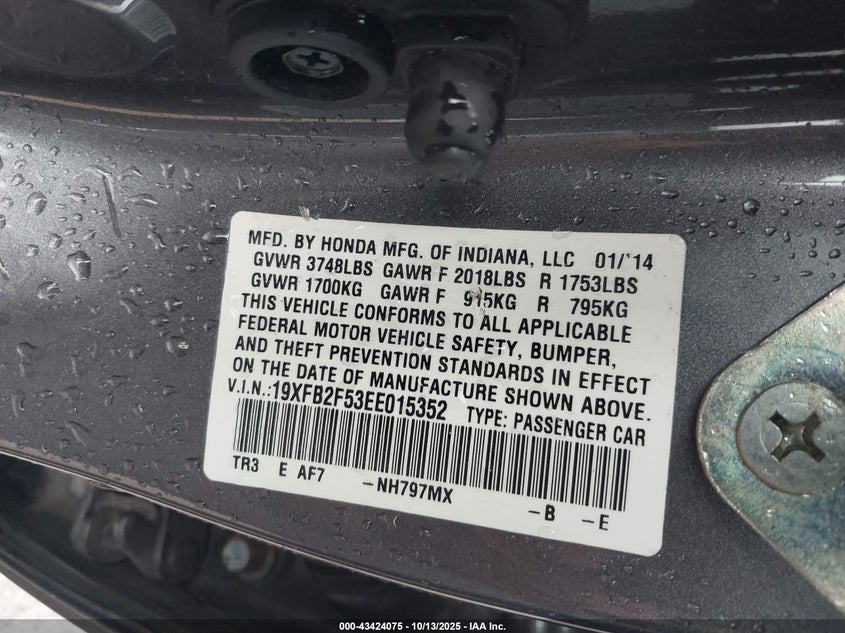 MFD. BY HONDA MFG. OF INDIANA, LLC 01/'14
GVWR 3748LBS GAWR F 2018LBS R 1753LBS
GVWR 1700KG GAWR F 915KG R 795KG
THIS VEHICLE CONFORMS TO ALL APPLICABLE
FEDERAL MOTOR VEHICLE SAFETY, BUMPER,
AND THEFT PREVENTION STANDARDS IN EFFECT
ON THE DATE OF MANUFACTURE SHOWN ABOVE.
V.I.N.:19XFB2F53EE015352 TYPE: PASSENGER CAR
TR3 E AF7 -NH797MX -B -E
000-43424075 | 10/13/2025 - IAA Inc.